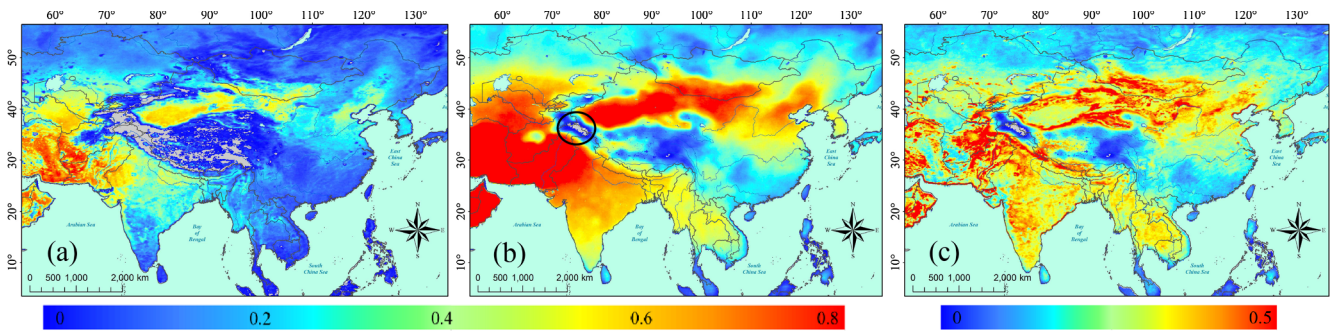 60° 70° 80° 90° 100° 110° 120° 130° 60° 70° 80° 90° 100° 110° 120° 130° 60° 70° 80° 90° 100° 110° 120° 130°
50° 50° 50°
40° 40° 40°
30° 30° 30°
20° 20° 20°
10° 10° 10°
East China Sea East China Sea East China Sea
Arabian Sea Bay of Bengal Arabian Sea Bay of Bengal Arabian Sea Bay of Bengal
N W E S N W E S N W E S
(a) (b) (c)
South China Sea South China Sea South China Sea
0 500 1,000 2,000 km 0 500 1,000 2,000 km 0 500 1,000 2,000 km
0 0.2 0.4 0.6 0.8 0 0.5